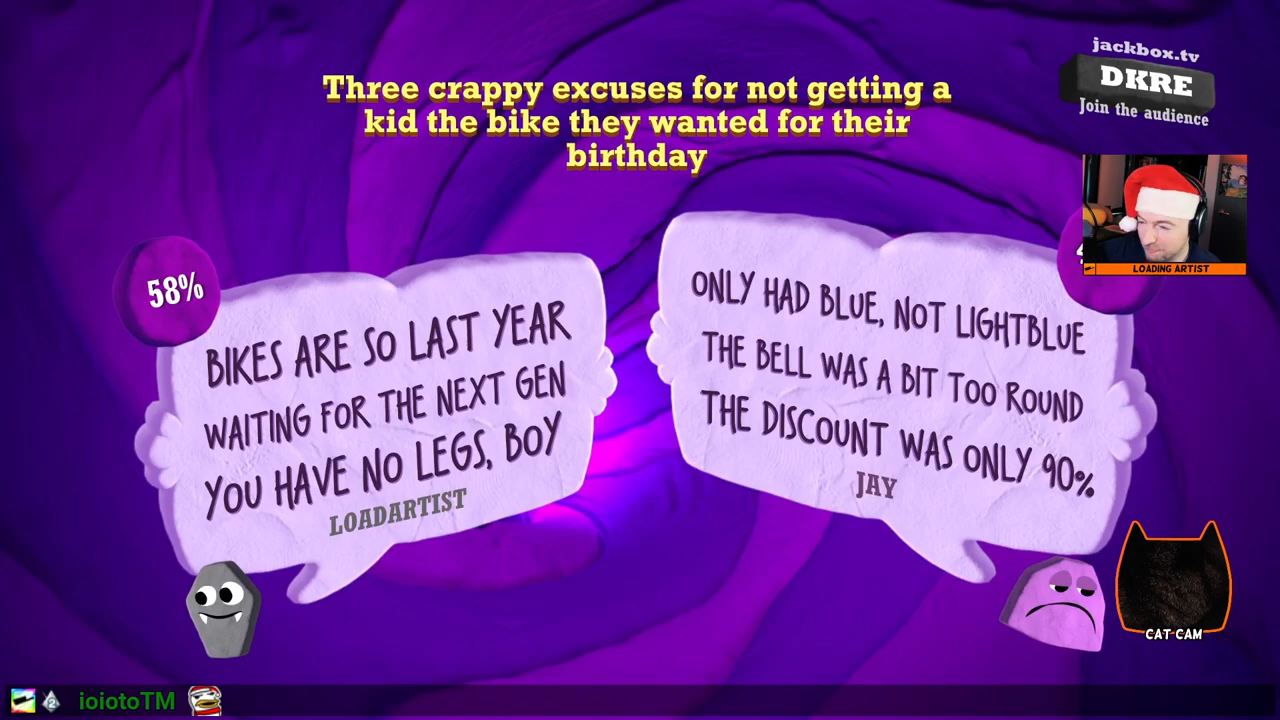 jackbox.tv
DKRE
Join the audience
Three crappy excuses for not getting a
kid the bike they wanted for their
birthday
LOADING ARTIST
58%
BIKES ARE SO LAST YEAR
WAITING FOR THE NEXT GEN
YOU HAVE NO LEGS, BOY
LOADARTIST
ONLY HAD BLUE, NOT LIGHTBLUE
THE BELL WAS A BIT TOO ROUND
THE DISCOUNT WAS ONLY 90%
JAY
CAT CAM
2
ioiotoTM